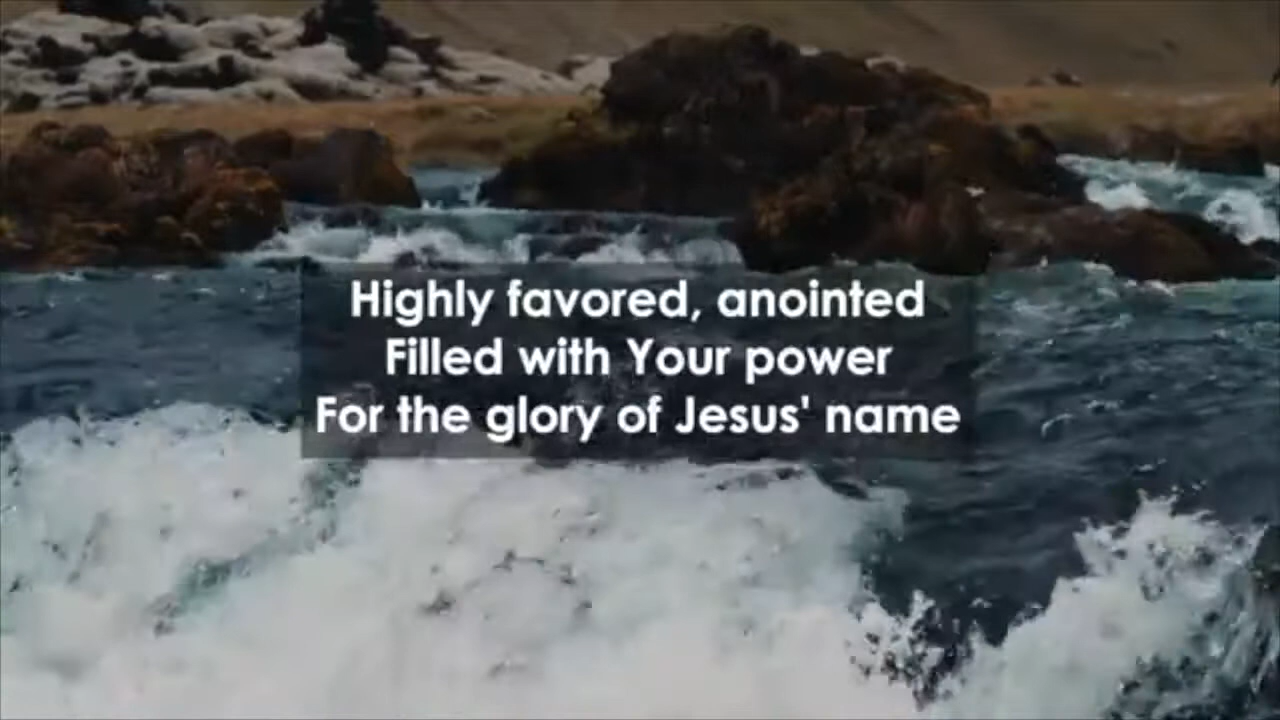 Highly favored, anointed
Filled with Your power
For the glory of Jesus' name